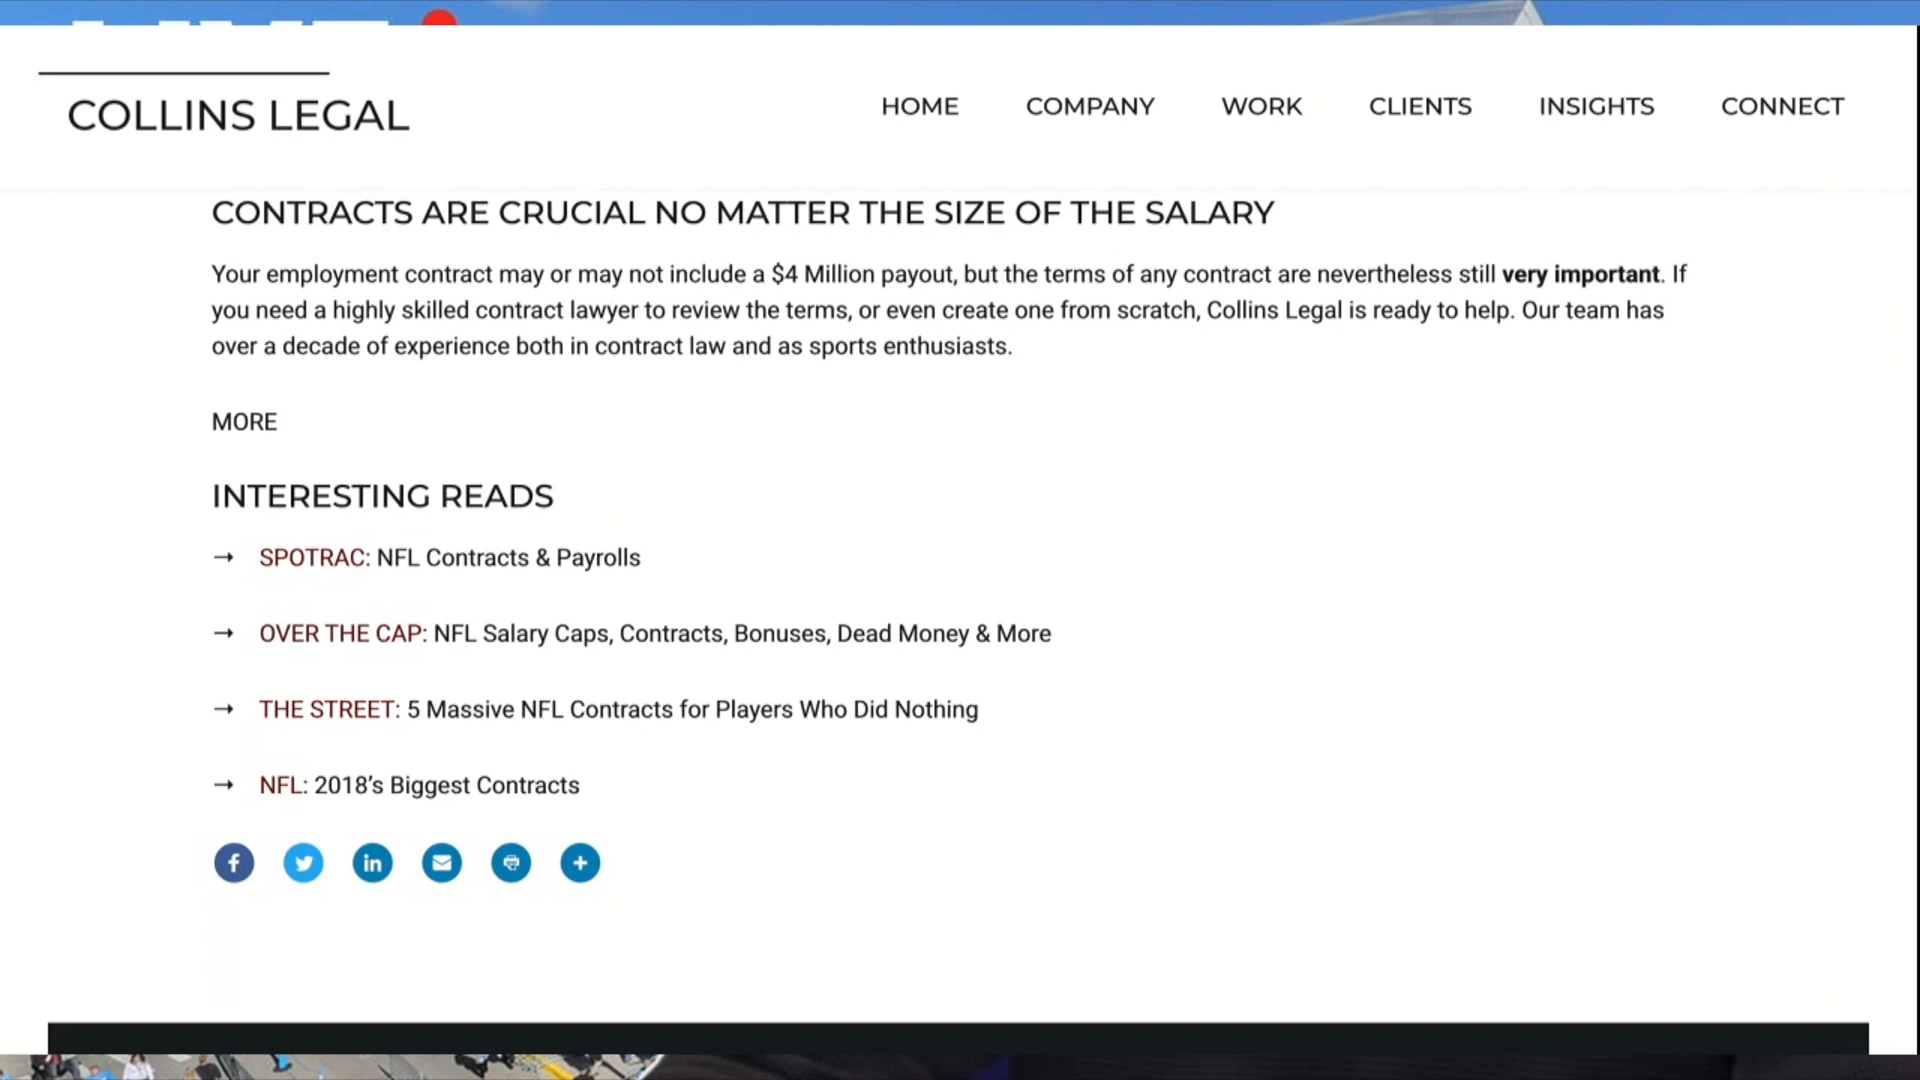 COLLINS LEGAL
HOME COMPANY WORK CLIENTS INSIGHTS CONNECT
CONTRACTS ARE CRUCIAL NO MATTER THE SIZE OF THE SALARY
Your employment contract may or may not include a $4 Million payout, but the terms of any contract are nevertheless still very important. If
you need a highly skilled contract lawyer to review the terms, or even create one from scratch, Collins Legal is ready to help. Our team has
over a decade of experience both in contract law and as sports enthusiasts.
MORE
INTERESTING READS
→ SPOTRAC: NFL Contracts & Payrolls
→ OVER THE CAP: NFL Salary Caps, Contracts, Bonuses, Dead Money & More
→ THE STREET: 5 Massive NFL Contracts for Players Who Did Nothing
→ NFL: 2018’s Biggest Contracts